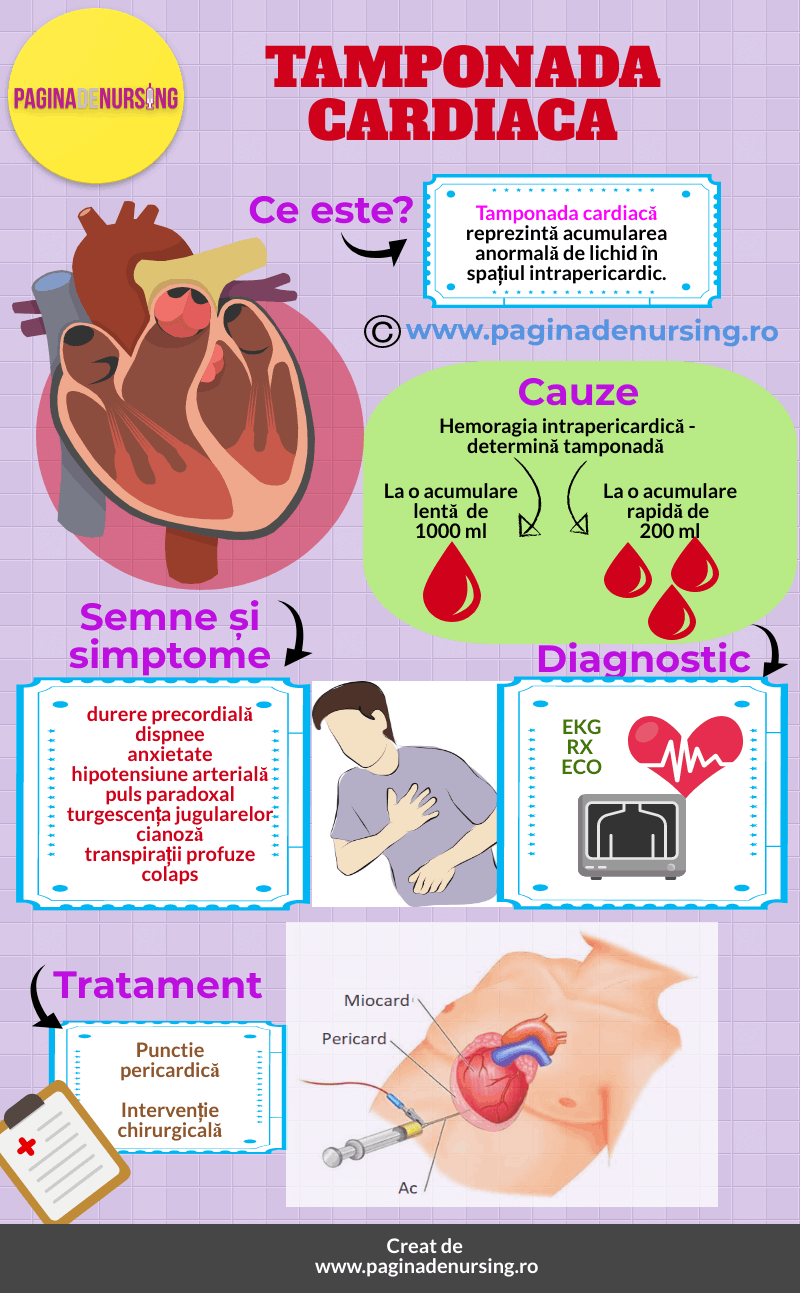 PAGINADENURSING
TAMPONADA
CARDIACA
Ce este?
Tamponada cardiacă
reprezintă acumularea
anormală de lichid în
spațiul intrapericardic.
© www.paginadenursing.ro
Cauze
Hemoragia intrapericardică -
determină tamponadă
La o acumulare
lentă de
1000 ml
La o acumulare
rapidă de
200 ml
Semne și
simptome
durere precordială
dispnee
anxietate
hipotensiune arterială
puls paradoxal
turgescența jugularelor
cianoză
transpirații profuze
colaps
Diagnostic
EKG
RX
ECO
Tratament
Punctie
pericardică
Intervenție
chirurgicală
Miocard
Pericard
Ac
Creat de
www.paginadenursing.ro